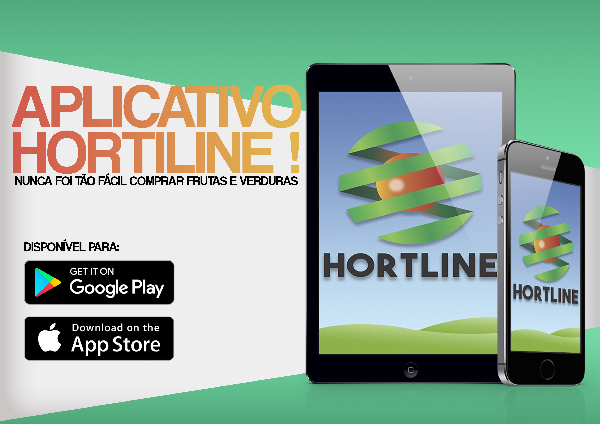 APLICATIVO
HORTILINE !
NUNCA FOI TÃO FÁCIL COMPRAR FRUTAS E VERDURAS
DISPONÍVEL PARA:
GET IT ON
Google Play
Download on the
App Store
HORTLINE
HORTLINE